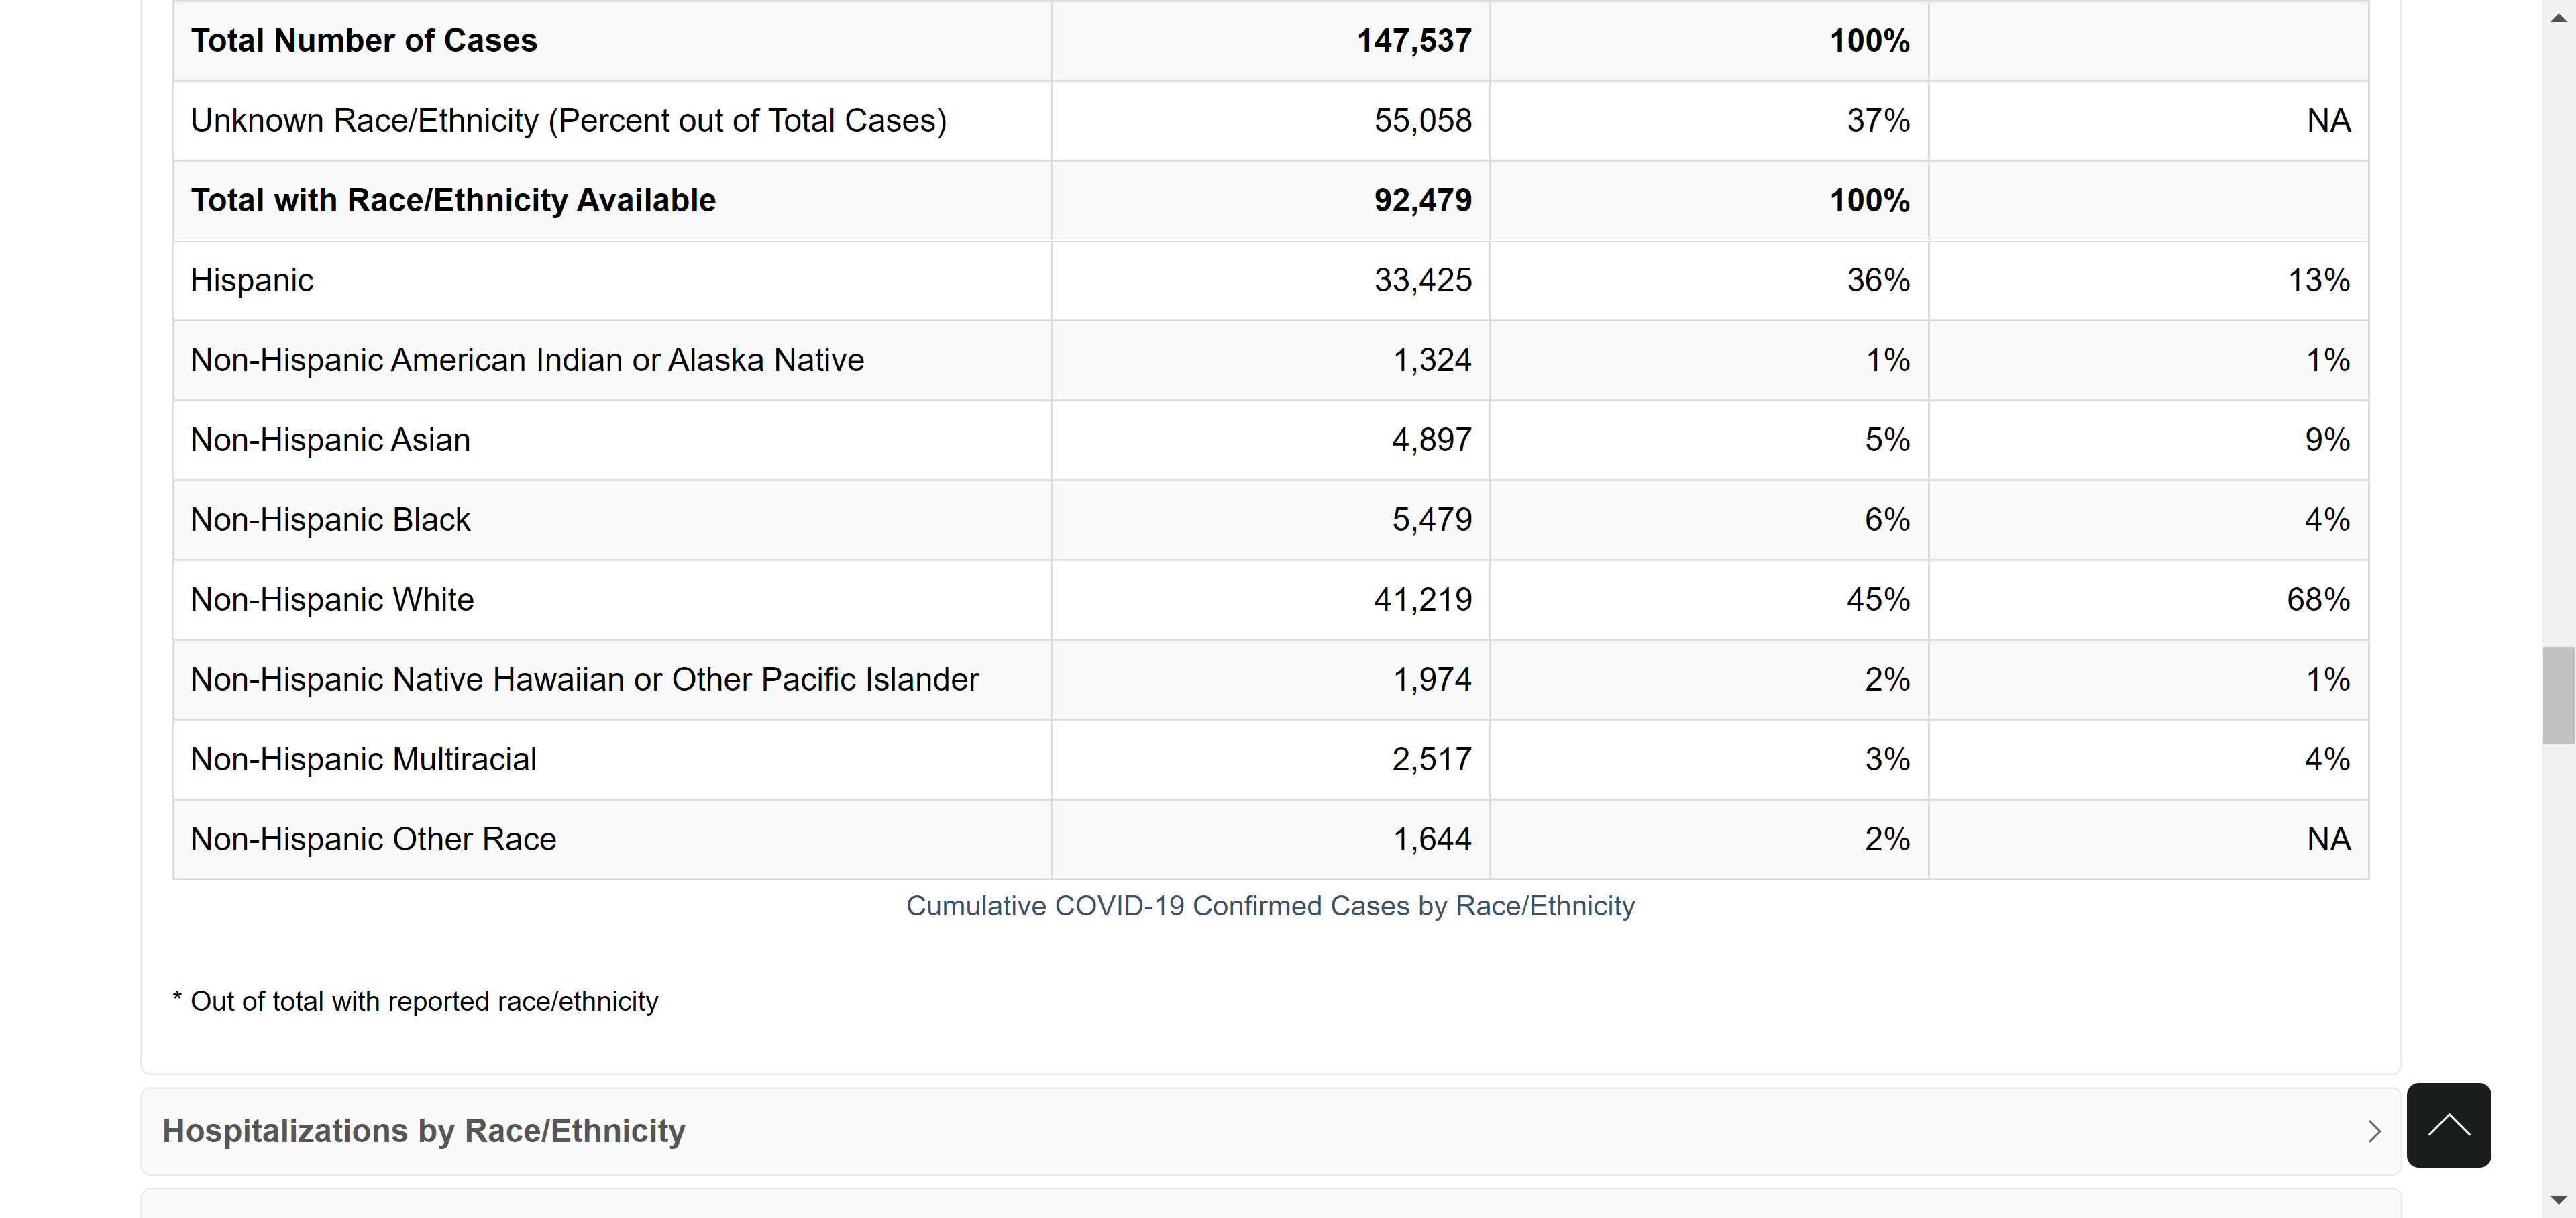 Total Number of Cases 147,537 100%
Unknown Race/Ethnicity (Percent out of Total Cases) 55,058 37% NA
Total with Race/Ethnicity Available 92,479 100%
Hispanic 33,425 36% 13%
Non-Hispanic American Indian or Alaska Native 1,324 1% 1%
Non-Hispanic Asian 4,897 5% 9%
Non-Hispanic Black 5,479 6% 4%
Non-Hispanic White 41,219 45% 68%
Non-Hispanic Native Hawaiian or Other Pacific Islander 1,974 2% 1%
Non-Hispanic Multiracial 2,517 3% 4%
Non-Hispanic Other Race 1,644 2% NA
Cumulative COVID-19 Confirmed Cases by Race/Ethnicity
* Out of total with reported race/ethnicity
Hospitalizations by Race/Ethnicity